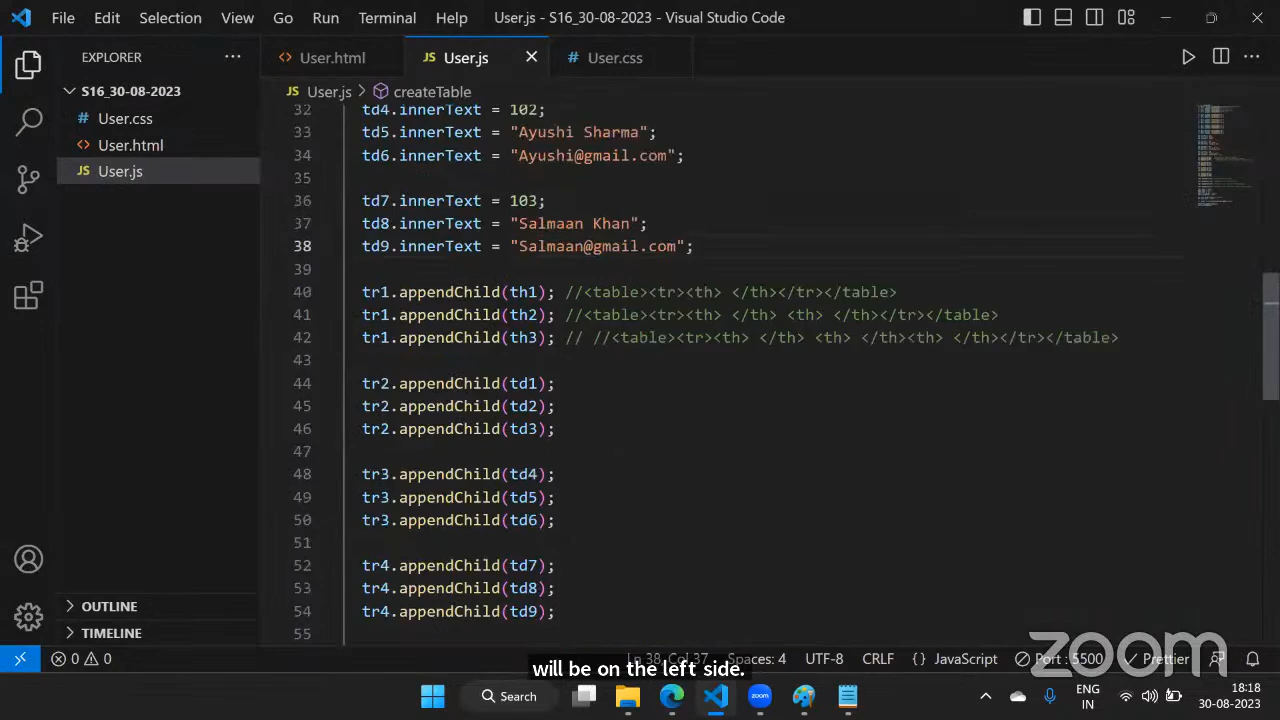 File Edit Selection View Go Run Terminal Help User.js - S16_30-08-2023 - Visual Studio Code
EXPLORER
S16_30-08-2023
# User.css
<> User.html
JS User.js
OUTLINE
TIMELINE
<> User.html JS User.js # User.css
JS User.js > createTable
32 td4.innerText = 102;
33 td5.innerText = "Ayushi Sharma";
34 td6.innerText = "Ayushi@gmail.com";
35
36 td7.innerText = 103;
37 td8.innerText = "Salmaan Khan";
38 td9.innerText = "Salmaan@gmail.com";
39
40 tr1.appendChild(th1); //<table><tr><th> </th></tr></table>
41 tr1.appendChild(th2); //<table><tr><th> </th> <th> </th></tr></table>
42 tr1.appendChild(th3); // //<table><tr><th> </th> <th> </th><th> </th></tr></table>
43
44 tr2.appendChild(td1);
45 tr2.appendChild(td2);
46 tr2.appendChild(td3);
47
48 tr3.appendChild(td4);
49 tr3.appendChild(td5);
50 tr3.appendChild(td6);
51
52 tr4.appendChild(td7);
53 tr4.appendChild(td8);
54 tr4.appendChild(td9);
55
zoom
0 0 Ln 38, Col 37 Spaces: 4 UTF-8 CRLF {} JavaScript Port : 5500 Prettier
will be on the left side.
Search zoom ENG IN 18:18 30-08-2023